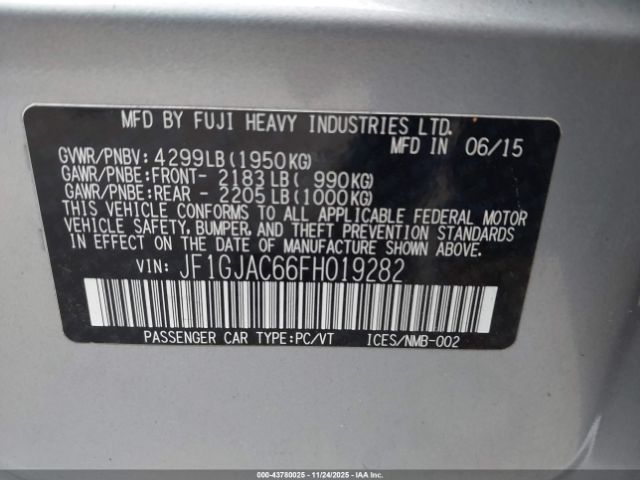 MFD BY FUJI HEAVY INDUSTRIES LTD.
MFD IN 06/15
GVWR/PNBV: 4299LB(1950KG)
GAWR/PNBE:FRONT- 2183LB( 990KG)
GAWR/PNBE:REAR - 2205LB(1000KG)
THIS VEHICLE CONFORMS TO ALL APPLICABLE FEDERAL MOTOR
VEHICLE SAFETY, BUMPER, AND THEFT PREVENTION STANDARDS
IN EFFECT ON THE DATE OF MANUFACTURE SHOWN ABOVE.
VIN: JF1GJAC66FH019282
PASSENGER CAR TYPE:PC/VT ICES/NMB-002
000-43780025 - 11/24/2025 - IAA Holdings, LLC. Copyright